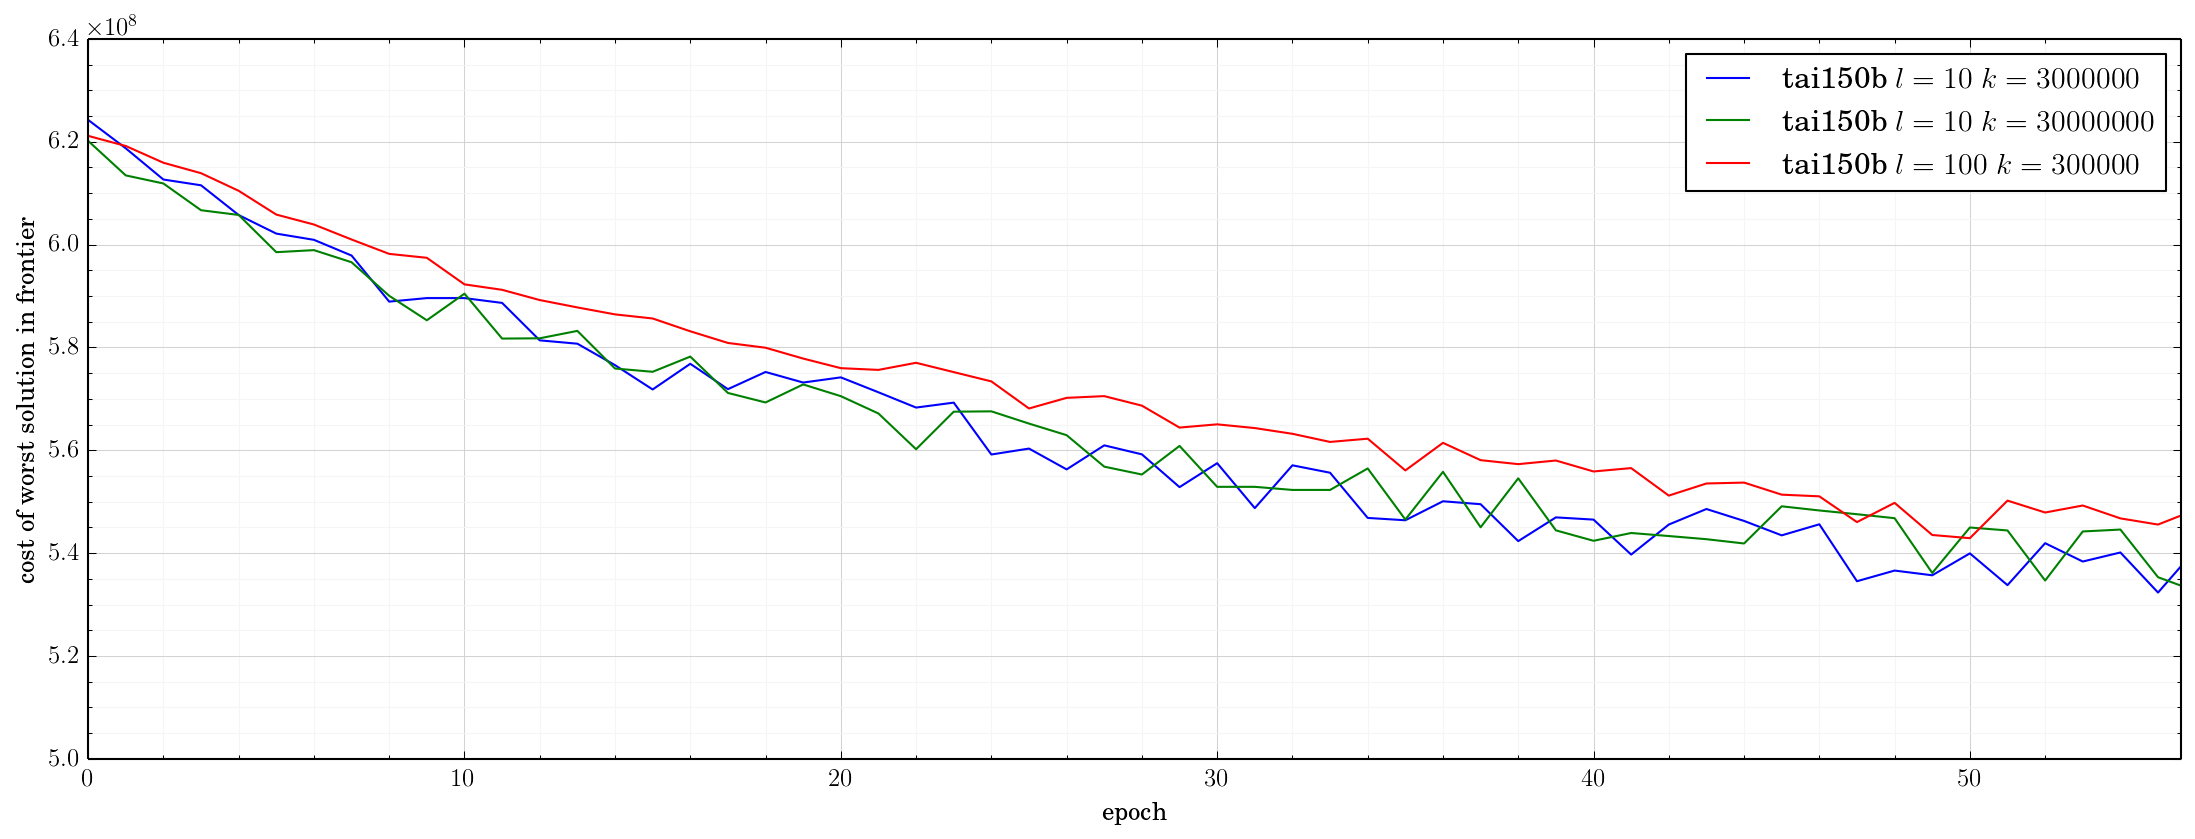 ×10⁸
6.4
6.2
6.0
5.8
5.6
5.4
5.2
5.0
cost of worst solution in frontier
0 10 20 30 40 50
epoch
tai150b l = 10 k = 3000000
tai150b l = 10 k = 30000000
tai150b l = 100 k = 300000